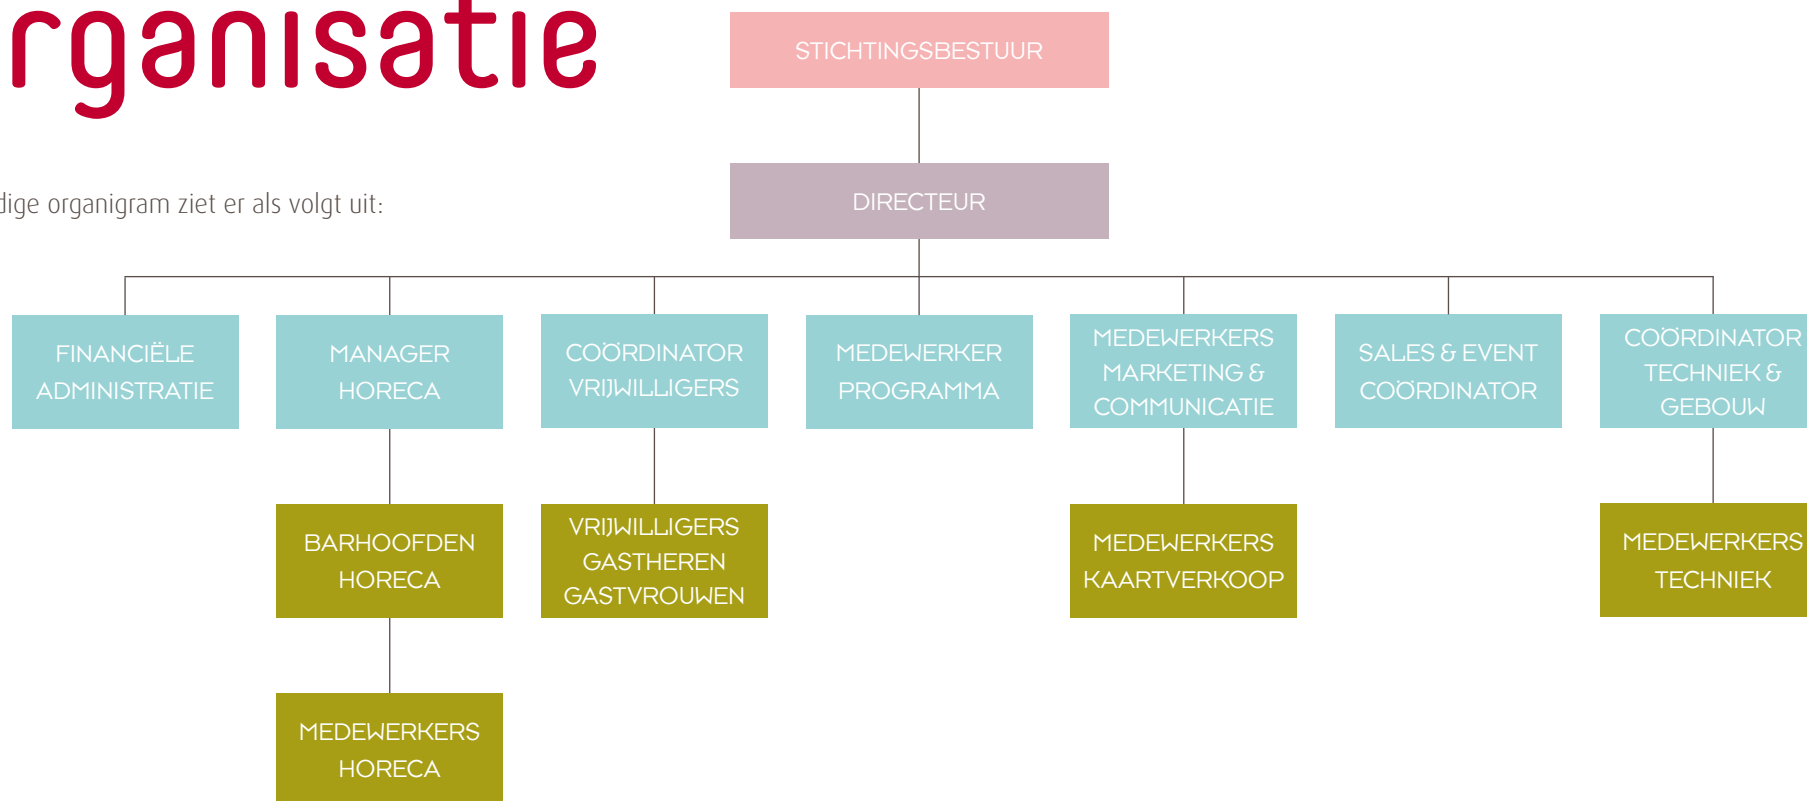 rganisatie
dige organigram ziet er als volgt uit:
STICHTINGSBESTUUR
DIRECTEUR
FINANCIËLE
ADMINISTRATIE
MANAGER
HORECA
COÖRDINATOR
VRIJWILLIGERS
MEDEWERKER
PROGRAMMA
MEDEWERKERS
MARKETING &
COMMUNICATIE
SALES & EVENT
COÖRDINATOR
COÖRDINATOR
TECHNIEK &
GEBOUW
BARHOOFDEN
HORECA
VRIJWILLIGERS
GASTHEREN
GASTVROUWEN
MEDEWERKERS
KAARTVERKOOP
MEDEWERKERS
TECHNIEK
MEDEWERKERS
HORECA